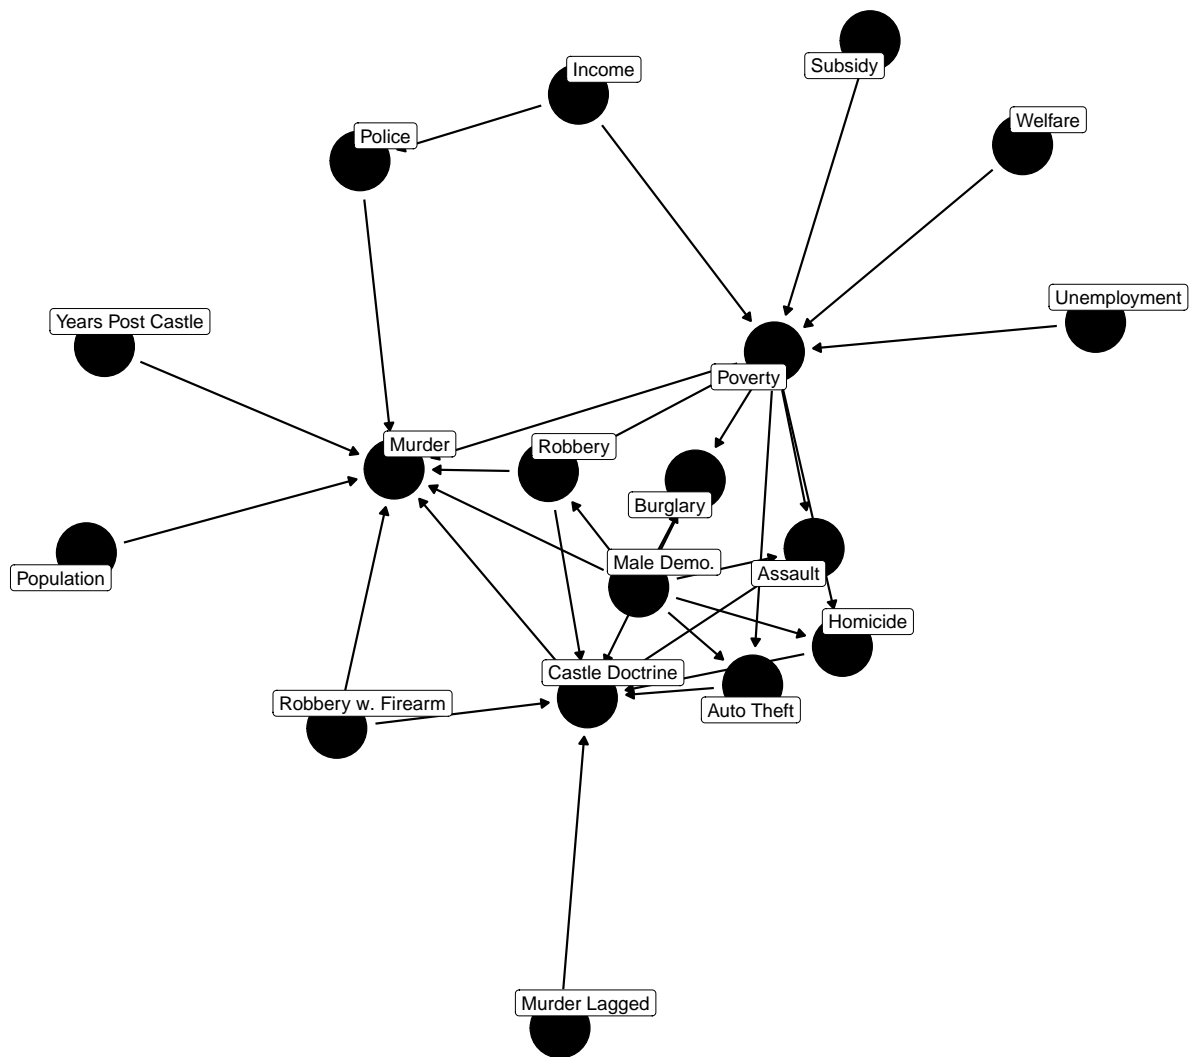 Subsidy
Income
Welfare
Police
Unemployment
Years Post Castle
Poverty
Murder
Robbery
Burglary
Male Demo.
Assault
Population
Homicide
Castle Doctrine
Robbery w. Firearm
Auto Theft
Murder Lagged